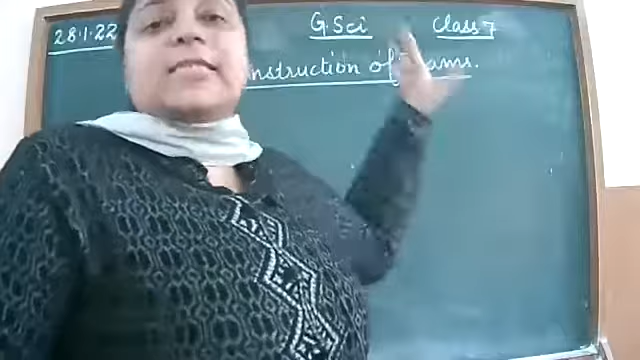 28.1.22 G.Sci Class 7
nstruction of ams.